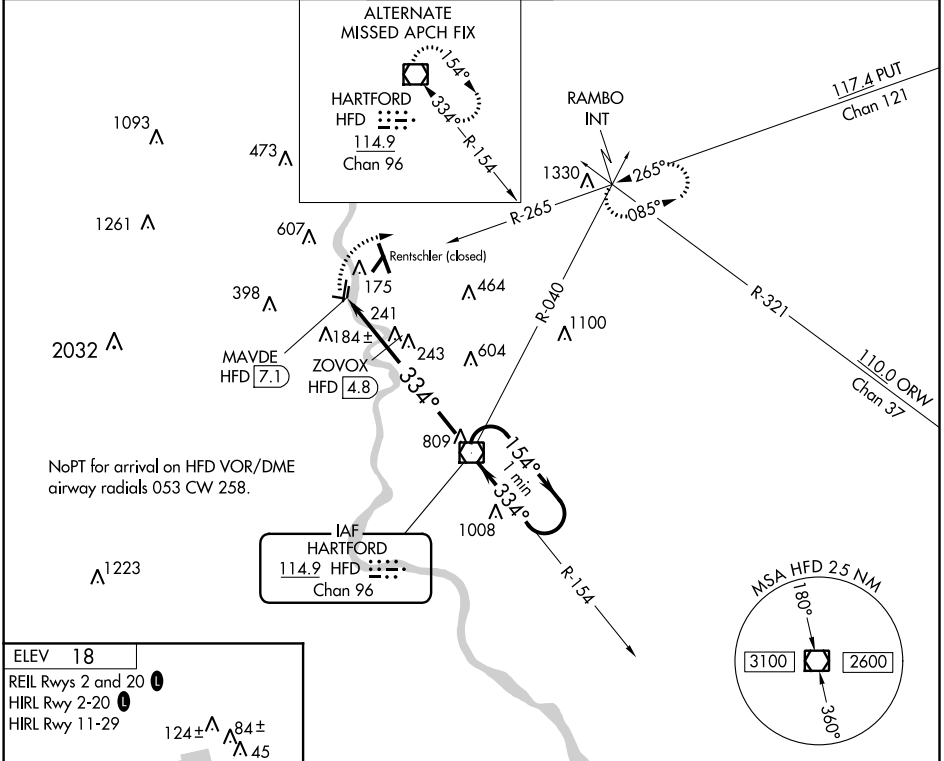 ALTERNATE
MISSED APCH FIX
154°
HARTFORD
HFD
114.9
Chan 96
334°
R-154
RAMBO
INT
117.4 PUT
Chan 121
1093
473
1330
265°
085°
R-265
1261
607
Rentschler (closed)
175
464
R-040
R-321
398
241
1100
2032
184±
243
604
MAVDE
HFD 7.1
ZOVOX
HFD 4.8
334°
110.0 ORW
Chan 37
809
154°
1 min
334°
NoPT for arrival on HFD VOR/DME
airway radials 053 CW 258.
1008
IAF
HARTFORD
114.9 HFD
Chan 96
1223
R-154
MSA HFD 25 NM
180°
3100
2600
360°
ELEV 18
REIL Rwys 2 and 20 L
HIRL Rwy 2-20 L
HIRL Rwy 11-29
124±
84±
45